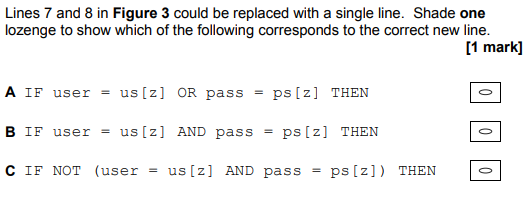 Lines 7 and 8 in Figure 3 could be replaced with a single line. Shade one
lozenge to show which of the following corresponds to the correct new line.
[1 mark]
A IF user = us[z] OR pass = ps[z] THEN
B IF user = us[z] AND pass = ps[z] THEN
C IF NOT (user = us[z] AND pass = ps[z]) THEN